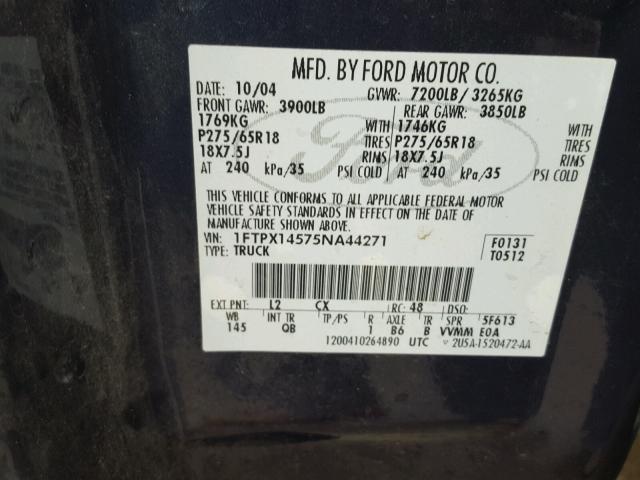 MFD. BY FORD MOTOR CO.
DATE: 10/04 GVWR: 7200LB / 3265KG
FRONT GAWR: 3900LB REAR GAWR: 3850LB
1769KG WITH 1746KG WITH
P275/65R18 TIRES P275/65R18 TIRES
18X7.5J RIMS 18X7.5J RIMS
AT 240 kPa/35 PSI COLD AT 240 kPa/35 PSI COLD
THIS VEHICLE CONFORMS TO ALL APPLICABLE FEDERAL MOTOR
VEHICLE SAFETY STANDARDS IN EFFECT ON THE DATE OF
MANUFACTURE SHOWN ABOVE.
VIN: 1FTPX14575NA44271 F0131
TYPE: TRUCK T0512
EXT PNT: L2 CX RC: 48 DSO:
WB INT TR TP/PS R AXLE TR SPR 5F613
145 QB 1 B6 B VVMM E0A
1200410264890 UTC 2U5A-1520472-AA
Ford